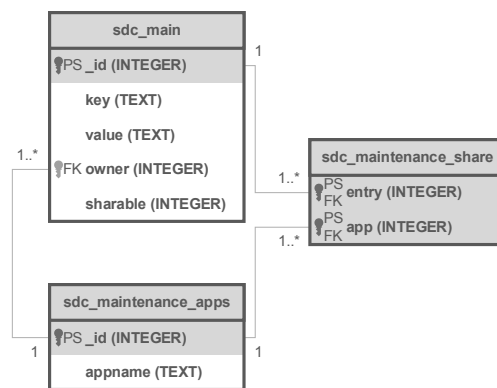 sdc_main
1
PS _id (INTEGER)
key (TEXT)
value (TEXT)
1..*
FK owner (INTEGER)
sharable (INTEGER)
sdc_maintenance_share
1..*
PS
FK entry (INTEGER)
PS
FK app (INTEGER)
1..*
sdc_maintenance_apps
PS _id (INTEGER)
1
1
appname (TEXT)